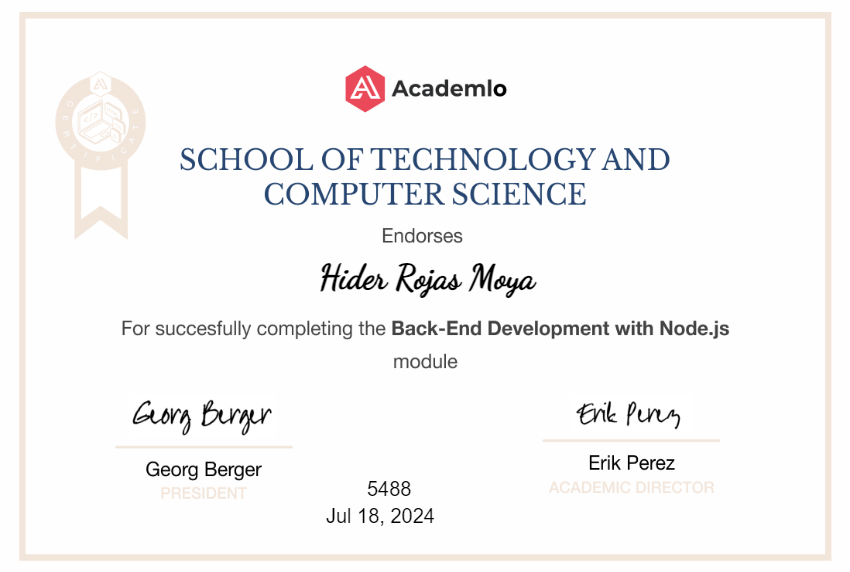 Academlo
SCHOOL OF TECHNOLOGY AND
COMPUTER SCIENCE
Endorses
Hider Rojas Moya
For succesfully completing the Back-End Development with Node.js
module
Georg Berger
Erik Perez
Georg Berger
Erik Perez
PRESIDENT
ACADEMIC DIRECTOR
5488
Jul 18, 2024
CERTIFICATE